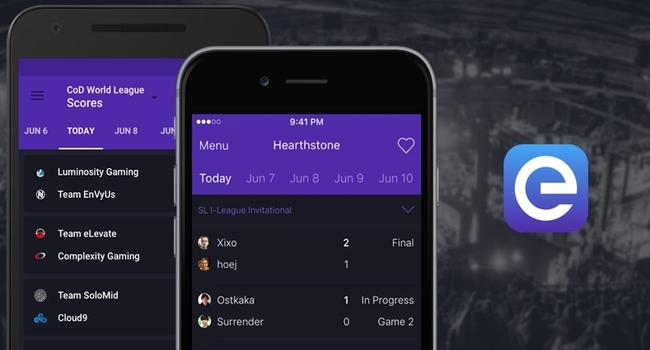 CoD World League
Scores
JUN 6 TODAY JUN 8 JUN
Luminosity Gaming
Team EnVyUs
Team eLevate
Complexity Gaming
Team SoloMid
Cloud9
9:41 PM
Menu Hearthstone
Today Jun 7 Jun 8 Jun 9 Jun 10
SL I-League Invitational
Xixo 2 Final
hoej 1
Ostkaka 1 In Progress
Surrender 0 Game 2
e